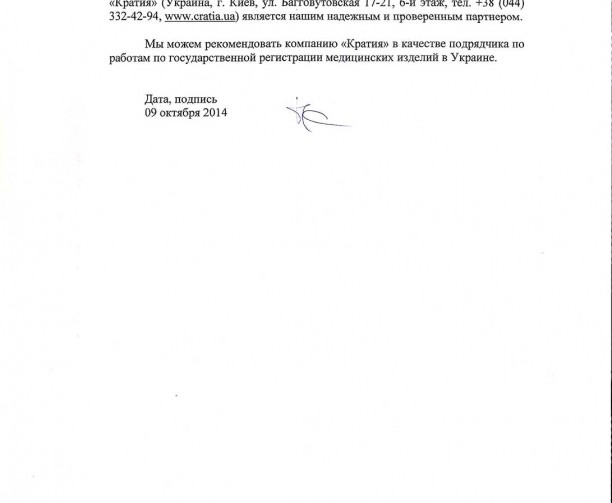 «Кратия» (Украина, г. Киев, ул. Багговутовская 17-21, 6-й этаж, тел. +38 (044)
332-42-94, www.cratia.ua) является нашим надежным и проверенным партнером.
Мы можем рекомендовать компанию «Кратия» в качестве подрядчика по
работам по государственной регистрации медицинских изделий в Украине.
Дата, подпись
09 октября 2014